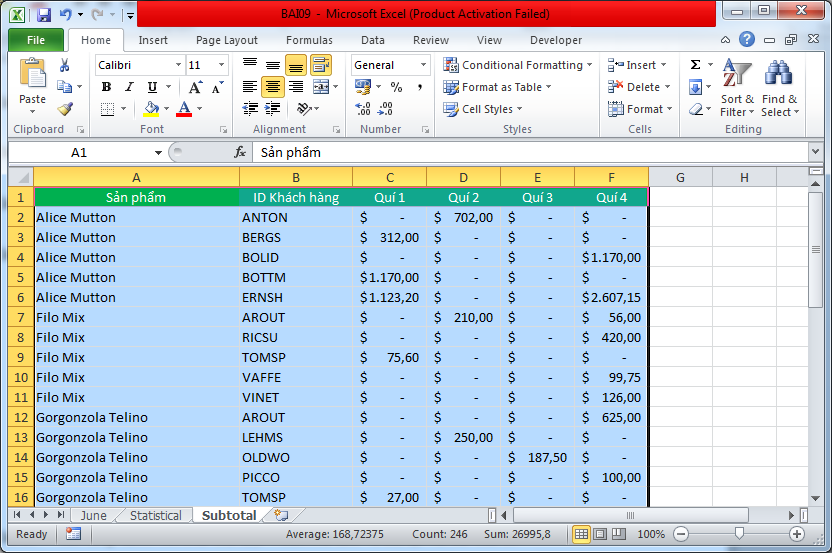 BAI09 - Microsoft Excel (Product Activation Failed)
File Home Insert Page Layout Formulas Data Review View Developer
Paste Calibri 11 General Conditional Formatting Insert Σ
B I U A A $ % , Format as Table Delete Sort & Find &
A Cell Styles Format Filter Select
Clipboard Font Alignment Number Styles Cells Editing
A1 fx Sản phẩm
A B C D E F G H
1 Sản phẩm ID Khách hàng Quí 1 Quí 2 Quí 3 Quí 4
2 Alice Mutton ANTON $ - $ 702,00 $ - $ -
3 Alice Mutton BERGS $ 312,00 $ - $ - $ -
4 Alice Mutton BOLID $ - $ - $ - $1.170,00
5 Alice Mutton BOTTM $1.170,00 $ - $ - $ -
6 Alice Mutton ERNSH $1.123,20 $ - $ - $2.607,15
7 Filo Mix AROUT $ - $ 210,00 $ - $ 56,00
8 Filo Mix RICSU $ - $ - $ - $ 420,00
9 Filo Mix TOMSP $ 75,60 $ - $ - $ -
10 Filo Mix VAFFE $ - $ - $ - $ 99,75
11 Filo Mix VINET $ - $ - $ - $ 126,00
12 Gorgonzola Telino AROUT $ - $ - $ - $ 625,00
13 Gorgonzola Telino LEHMS $ - $ 250,00 $ - $ -
14 Gorgonzola Telino OLDWO $ - $ - $ 187,50 $ -
15 Gorgonzola Telino PICCO $ - $ - $ - $ 100,00
16 Gorgonzola Telino TOMSP $ 27,00 $ - $ - $ -
June Statistical Subtotal
Ready Average: 168,72375 Count: 246 Sum: 26995,8 100%